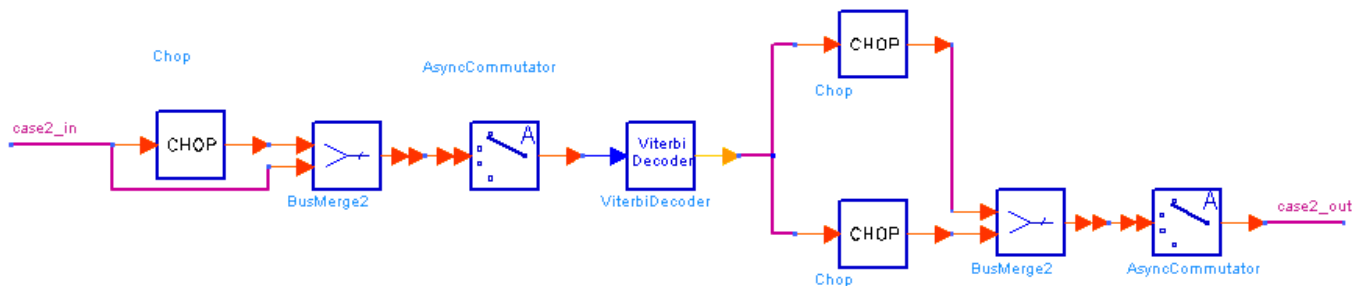 Chop
AsyncCommutator
case2_in
CHOP
BusMerge2
A
Viterbi
Decoder
ViterbiDecoder
CHOP
Chop
CHOP
Chop
BusMerge2
A
AsyncCommutator
case2_out